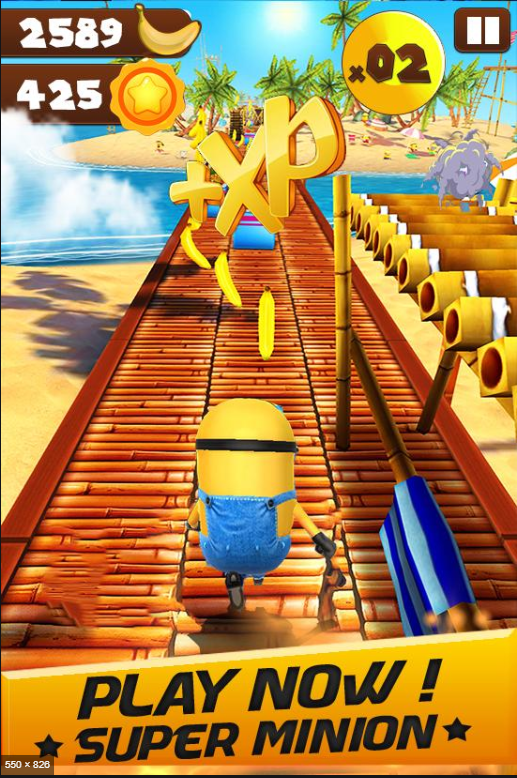 2589
x02
425
+XP
PLAY NOW !
SUPER MINION
550 × 826